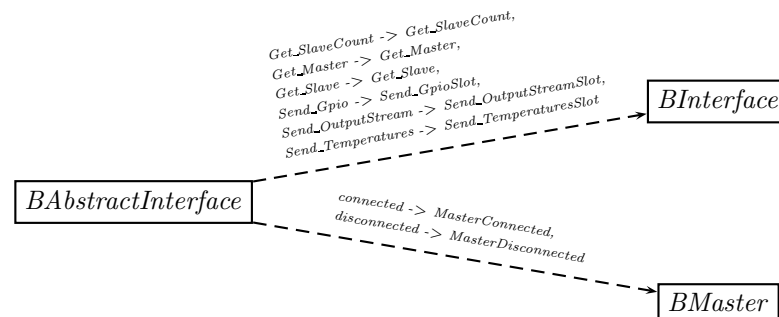 Get_SlaveCount -> Get_SlaveCount,
Get_Master -> Get_Master,
Get_Slave -> Get_Slave,
Send_Gpio -> Send_GpioSlot,
Send_OutputStream -> Send_OutputStreamSlot,
Send_Temperatures -> Send_TemperaturesSlot
BInterface
BAbstractInterface
connected -> MasterConnected,
disconnected -> MasterDisconnected
BMaster